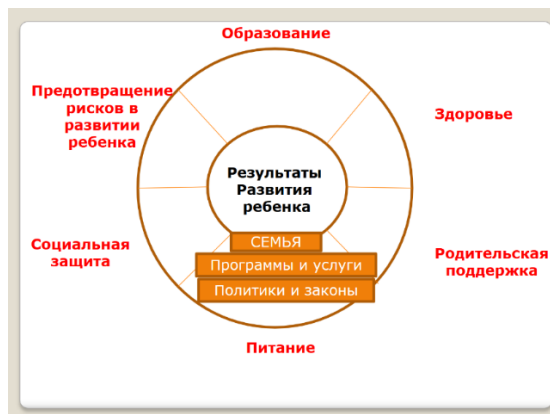 Образование
Предотвращение
рисков в
развитии
ребенка
Здоровье
Результаты
Развития
ребенка
СЕМЬЯ
Социальная
защита
Программы и услуги
Родительская
поддержка
Политики и законы
Питание